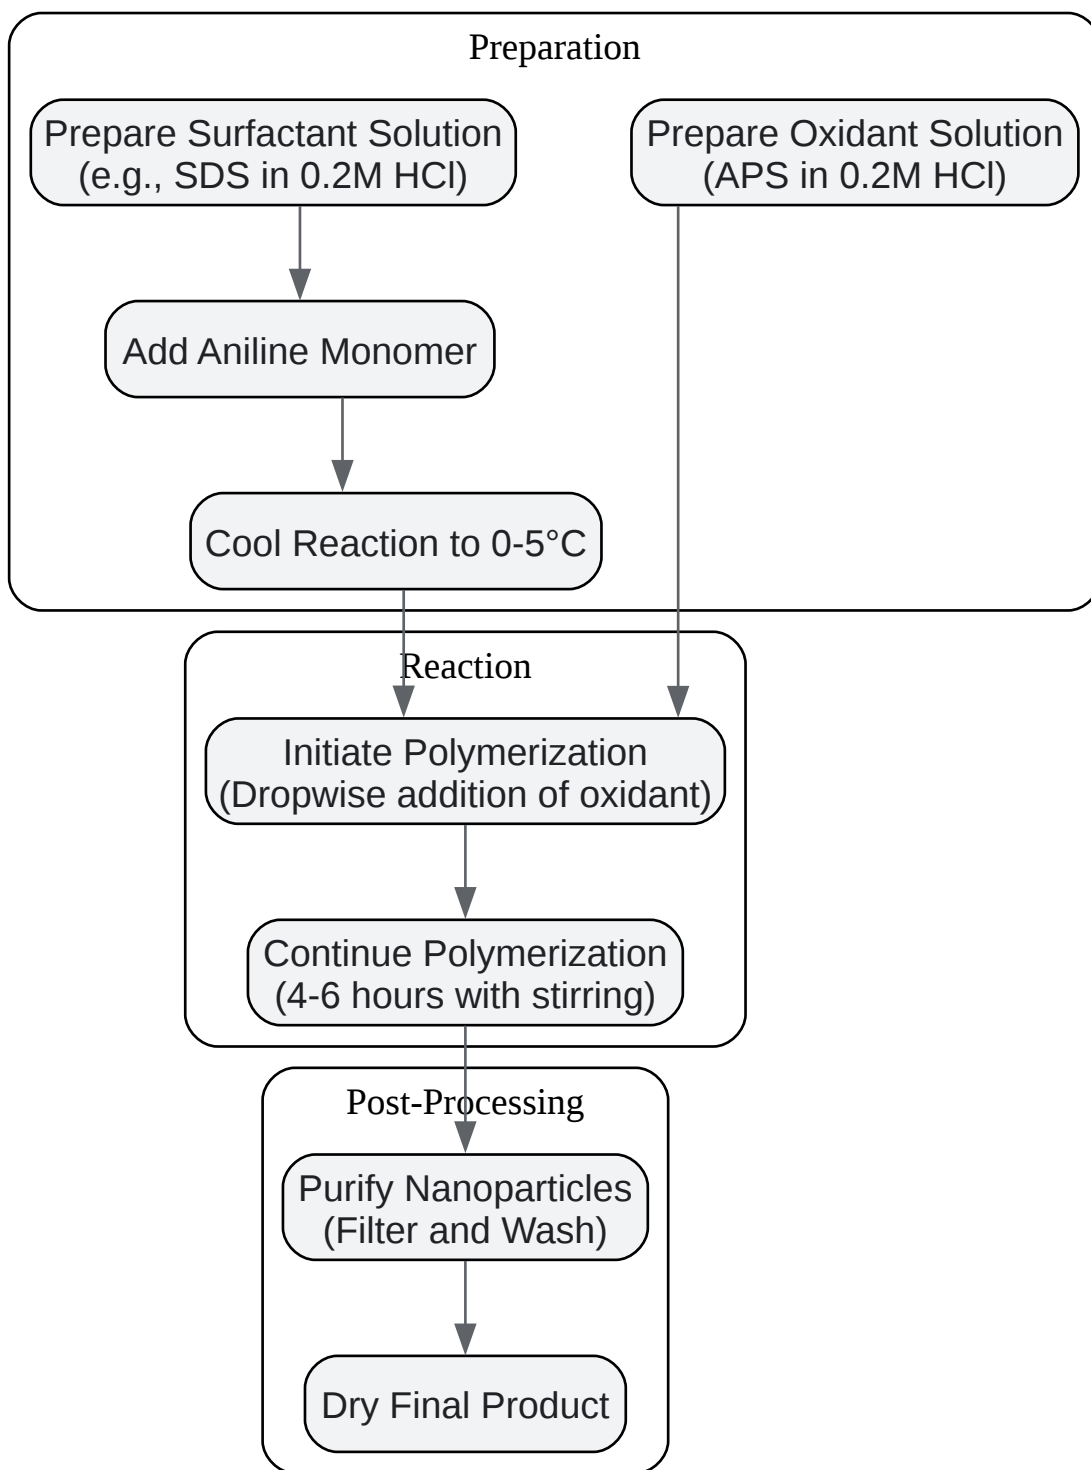 Preparation
Prepare Surfactant Solution
(e.g., SDS in 0.2M HCl)
Prepare Oxidant Solution
(APS in 0.2M HCl)
Add Aniline Monomer
Cool Reaction to 0-5°C
Reaction
Initiate Polymerization
(Dropwise addition of oxidant)
Continue Polymerization
(4-6 hours with stirring)
Post-Processing
Purify Nanoparticles
(Filter and Wash)
Dry Final Product